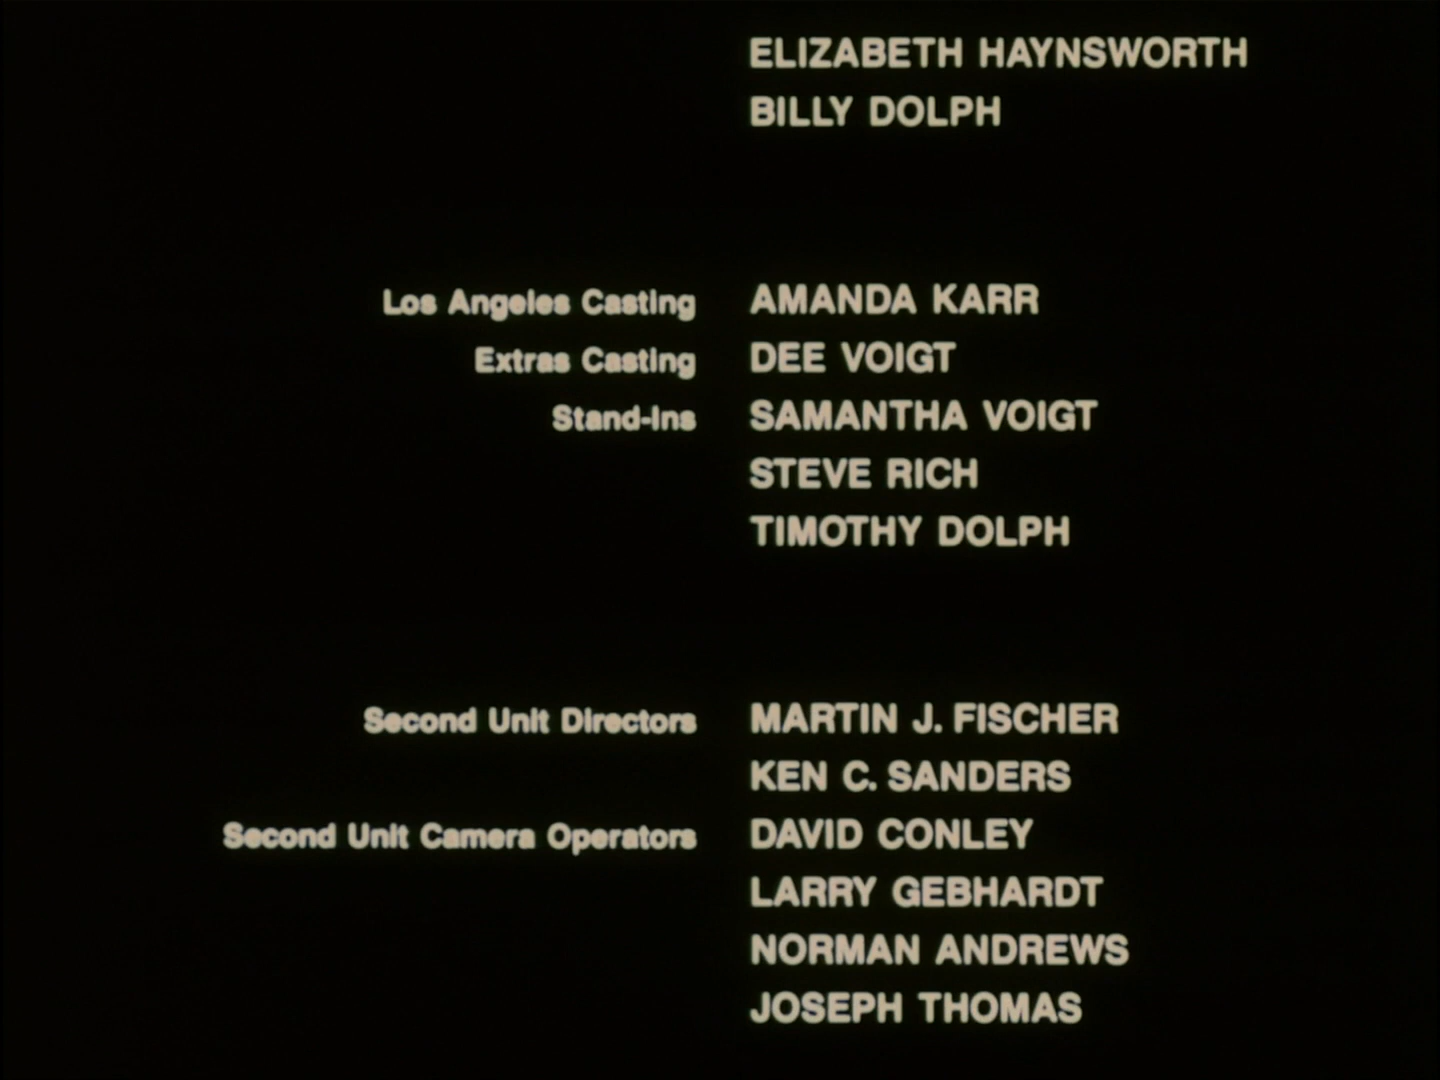 ELIZABETH HAYNSWORTH
BILLY DOLPH
Los Angeles Casting AMANDA KARR
Extras Casting DEE VOIGT
Stand-Ins SAMANTHA VOIGT
STEVE RICH
TIMOTHY DOLPH
Second Unit Directors MARTIN J. FISCHER
KEN C. SANDERS
Second Unit Camera Operators DAVID CONLEY
LARRY GEBHARDT
NORMAN ANDREWS
JOSEPH THOMAS